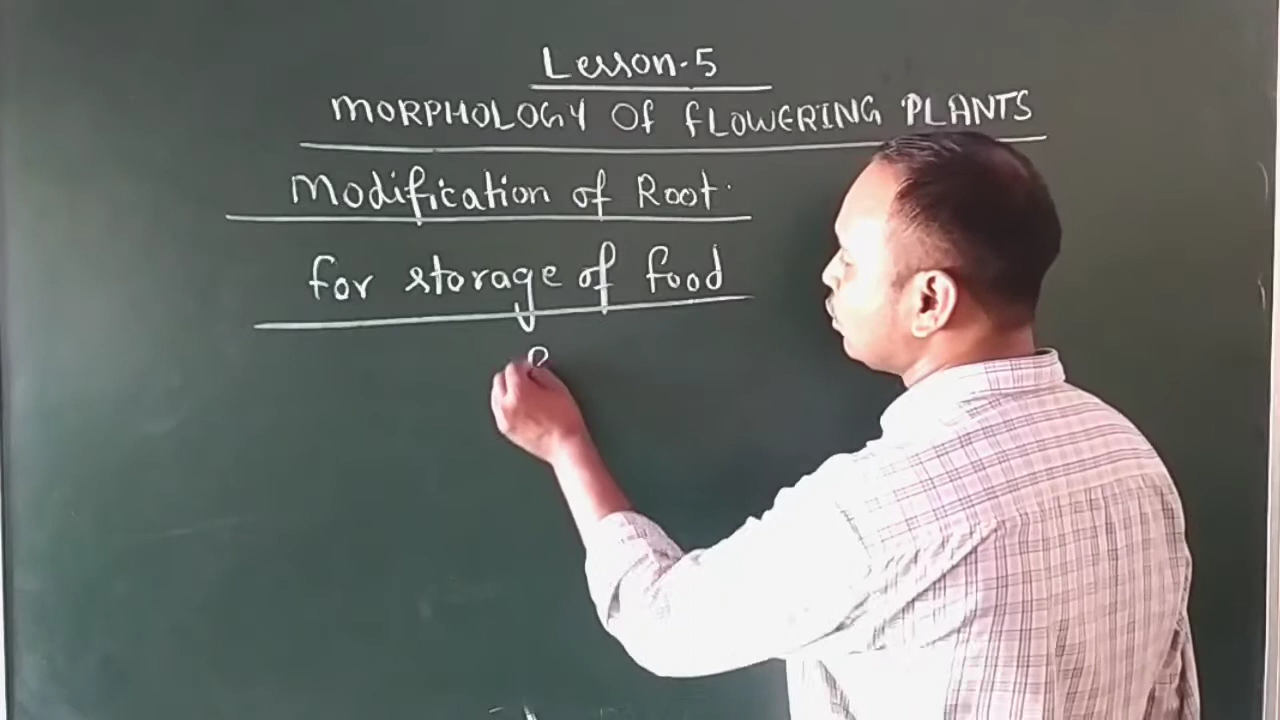 Lesson.5
MORPHOLOGY Of fLOWERING PLANTS
Modification of Root.
for storage of food